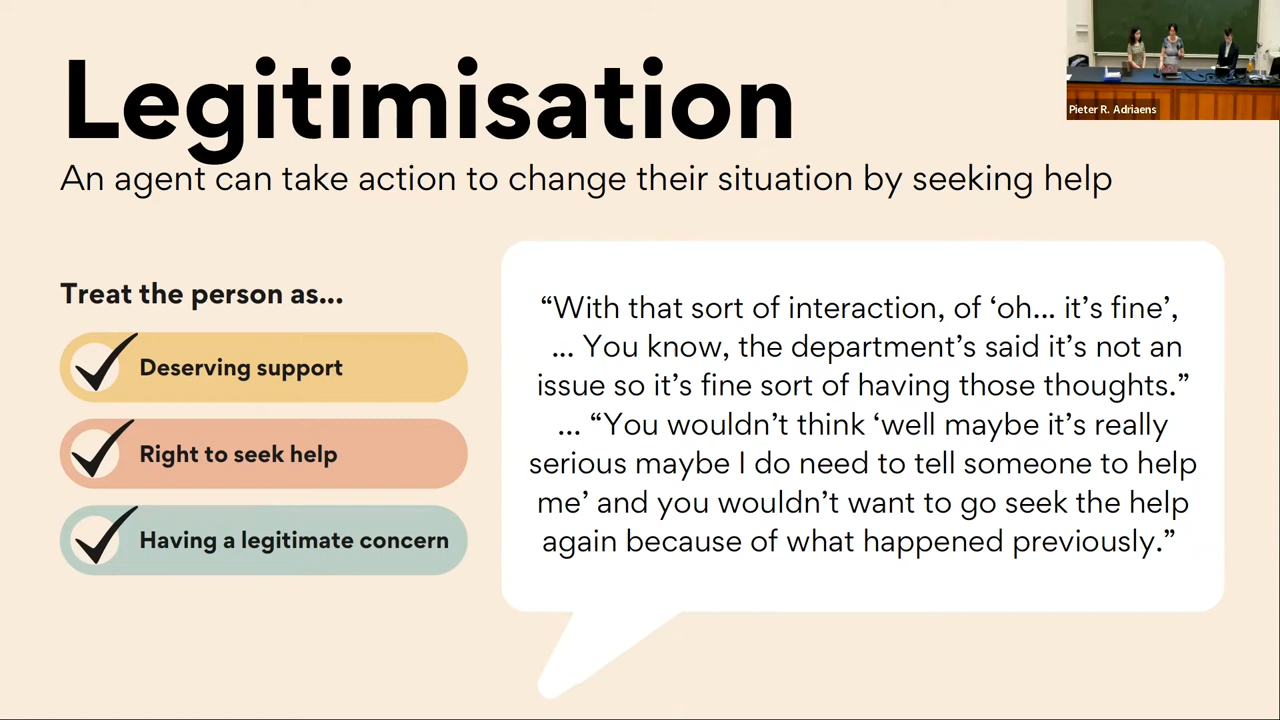 Legitimisation
An agent can take action to change their situation by seeking help
Treat the person as...
Deserving support
Right to seek help
Having a legitimate concern
“With that sort of interaction, of ‘oh... it’s fine’,
... You know, the department’s said it’s not an
issue so it’s fine sort of having those thoughts.”
... “You wouldn’t think ‘well maybe it’s really
serious maybe I do need to tell someone to help
me’ and you wouldn’t want to go seek the help
again because of what happened previously.”
Pieter R. Adriaens